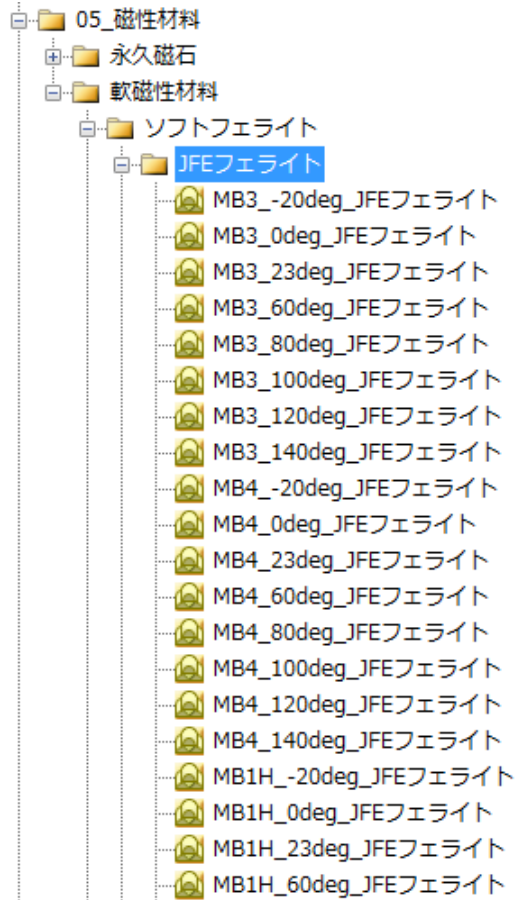 05_磁性材料
永久磁石
軟磁性材料
ソフトフェライト
JFEフェライト
MB3_-20deg_JFEフェライト
MB3_0deg_JFEフェライト
MB3_23deg_JFEフェライト
MB3_60deg_JFEフェライト
MB3_80deg_JFEフェライト
MB3_100deg_JFEフェライト
MB3_120deg_JFEフェライト
MB3_140deg_JFEフェライト
MB4_-20deg_JFEフェライト
MB4_0deg_JFEフェライト
MB4_23deg_JFEフェライト
MB4_60deg_JFEフェライト
MB4_80deg_JFEフェライト
MB4_100deg_JFEフェライト
MB4_120deg_JFEフェライト
MB4_140deg_JFEフェライト
MB1H_-20deg_JFEフェライト
MB1H_0deg_JFEフェライト
MB1H_23deg_JFEフェライト
MB1H_60deg_JFEフェライト